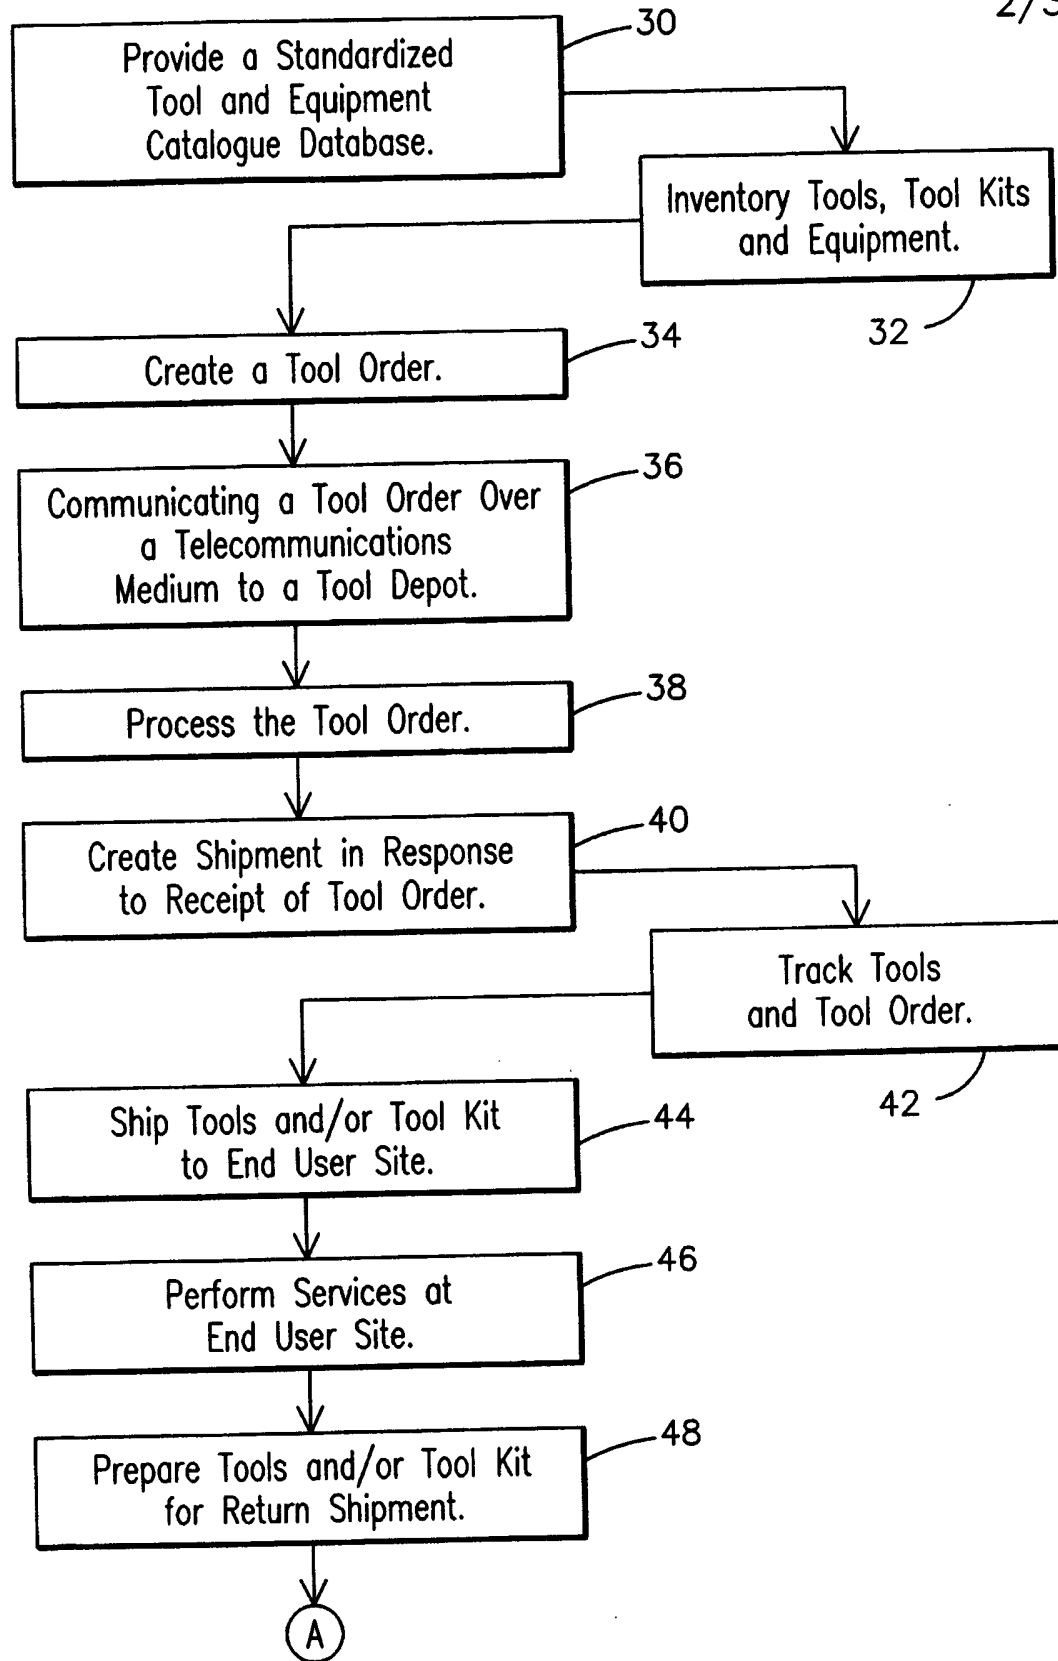 2/3
30
Provide a Standardized
Tool and Equipment
Catalogue Database.
Inventory Tools, Tool Kits
and Equipment.
32
34
Create a Tool Order.
36
Communicating a Tool Order Over
a Telecommunications
Medium to a Tool Depot.
38
Process the Tool Order.
40
Create Shipment in Response
to Receipt of Tool Order.
Track Tools
and Tool Order.
42
44
Ship Tools and/or Tool Kit
to End User Site.
46
Perform Services at
End User Site.
48
Prepare Tools and/or Tool Kit
for Return Shipment.
A